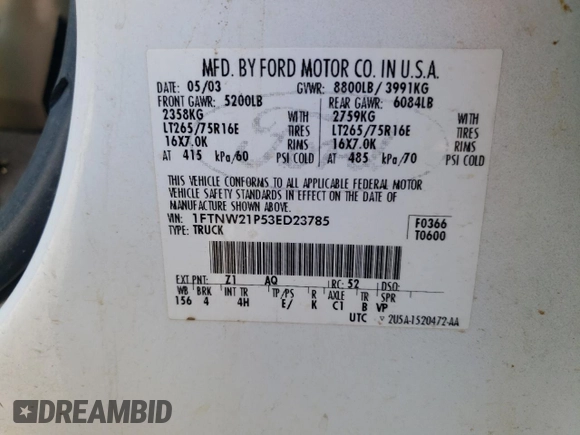 MFD. BY FORD MOTOR CO. IN U.S.A.
DATE: 05/03 GVWR: 8800LB / 3991KG
FRONT GAWR: 5200LB REAR GAWR: 6084LB
2358KG WITH 2759KG WITH
LT265/75R16E TIRES LT265/75R16E TIRES
16X7.0K RIMS 16X7.0K RIMS
AT 415 kPa/60 PSI COLD AT 485 kPa/70 PSI COLD
THIS VEHICLE CONFORMS TO ALL APPLICABLE FEDERAL MOTOR
VEHICLE SAFETY STANDARDS IN EFFECT ON THE DATE OF
MANUFACTURE SHOWN ABOVE.
VIN: 1FTNW21P53ED23785 F0366
TYPE: TRUCK T0600
EXT PNT: Z1 AQ RC: 52 DSO:
WB BRK INT TR TP/PS R AXLE TR SPR
156 4 4H E/ K C1 B VP
UTC 2U5A-1520472-AA
DREAMBID